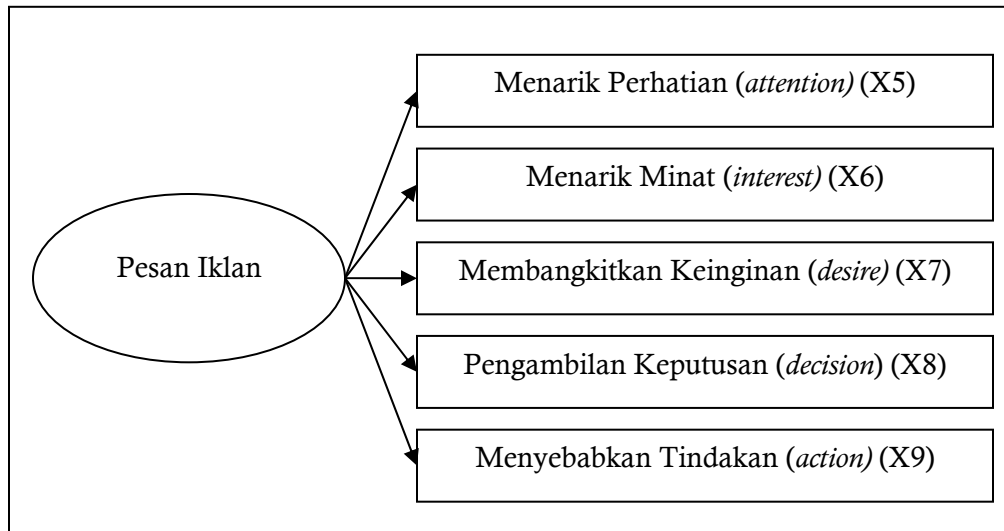 Menarik Perhatian (attention) (X5)
Menarik Minat (interest) (X6)
Pesan Iklan
Membangkitkan Keinginan (desire) (X7)
Pengambilan Keputusan (decision) (X8)
Menyebabkan Tindakan (action) (X9)